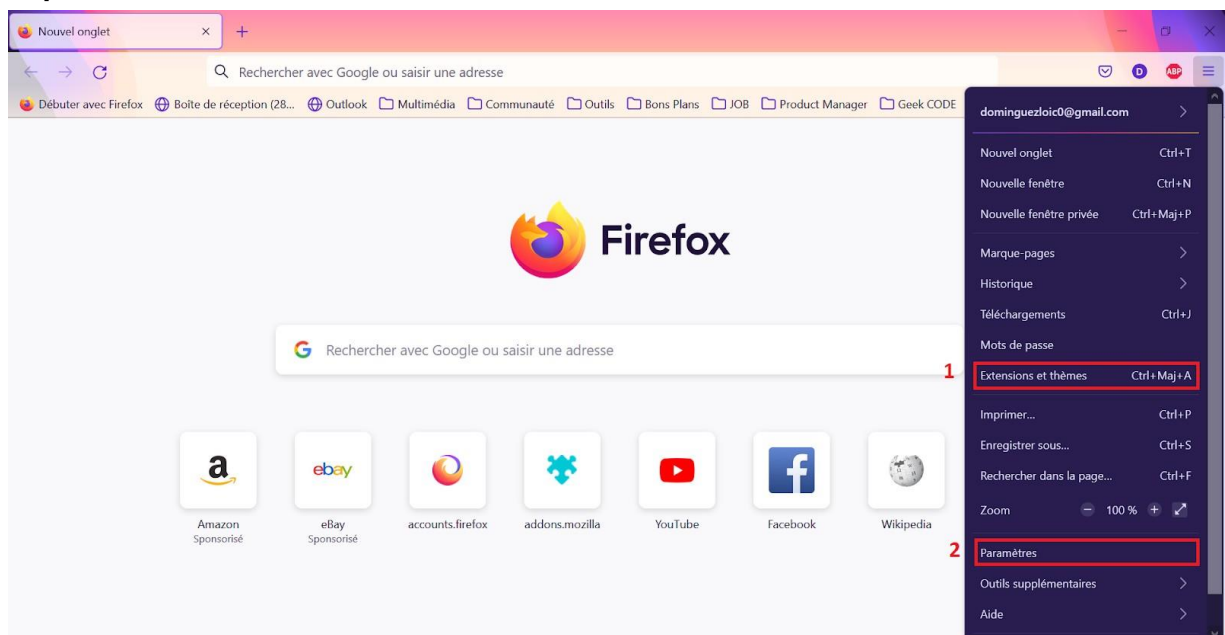 Nouvel onglet
Rechercher avec Google ou saisir une adresse
D
ABP
Débuter avec Firefox Boîte de réception (28... Outlook Multimédia Communauté Outils Bons Plans JOB Product Manager Geek CODE
Firefox
Rechercher avec Google ou saisir une adresse
a
ebay
f
Amazon
Sponsorisé
eBay
Sponsorisé
accounts.firefox
addons.mozilla
YouTube
Facebook
Wikipedia
dominguezloic0@gmail.com
Nouvel onglet Ctrl+T
Nouvelle fenêtre Ctrl+N
Nouvelle fenêtre privée Ctrl+Maj+P
Marque-pages
Historique
Téléchargements Ctrl+J
Mots de passe
1 Extensions et thèmes Ctrl+Maj+A
Imprimer... Ctrl+P
Enregistrer sous... Ctrl+S
Rechercher dans la page... Ctrl+F
Zoom 100 %
2 Paramètres
Outils supplémentaires
Aide